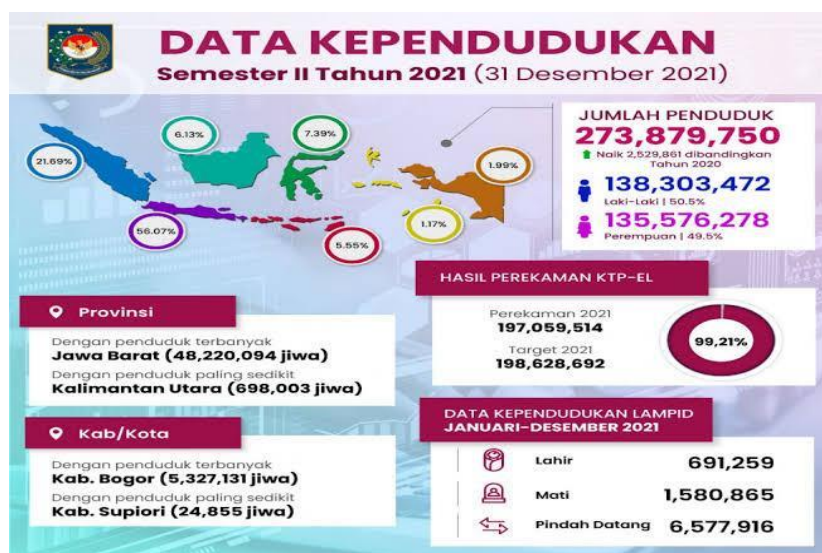 DATA KEPENDUDUKAN
Semester II Tahun 2021 (31 Desember 2021)
21.69%
6.13%
7.39%
1.99%
56.07%
5.55%
1.17%
JUMLAH PENDUDUK
273,879,750
Naik 2,529,861 dibandingkan
Tahun 2020
138,303,472
Laki-Laki | 50.5%
135,576,278
Perempuan | 49.5%
HASIL PEREKAMAN KTP-EL
Perekaman 2021
197,059,514
Target 2021
198,628,692
99,21%
Provinsi
Dengan penduduk terbanyak
Jawa Barat (48,220,094 jiwa)
Dengan penduduk paling sedikit
Kalimantan Utara (698,003 jiwa)
Kab/Kota
Dengan penduduk terbanyak
Kab. Bogor (5,327,131 jiwa)
Dengan penduduk paling sedikit
Kab. Supiori (24,855 jiwa)
DATA KEPENDUDUKAN LAMPID
JANUARI-DESEMBER 2021
Lahir 691,259
Mati 1,580,865
Pindah Datang 6,577,916